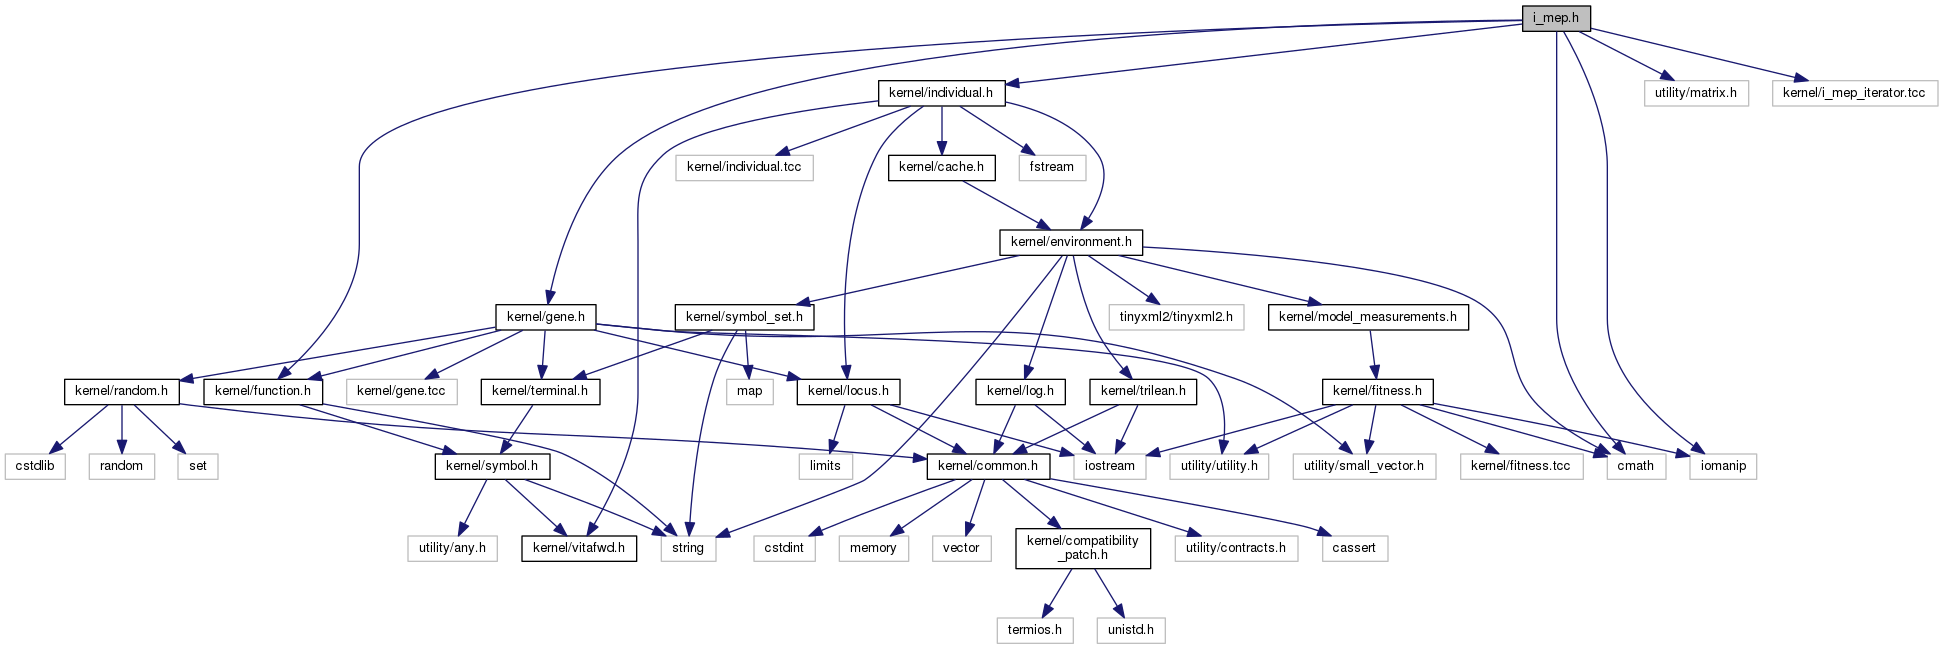 i_mep.h
kernel/individual.h
utility/matrix.h
kernel/i_mep_iterator.tcc
kernel/individual.tcc
kernel/cache.h
fstream
kernel/environment.h
kernel/gene.h
kernel/symbol_set.h
tinyxml2/tinyxml2.h
kernel/model_measurements.h
kernel/random.h
kernel/function.h
kernel/gene.tcc
kernel/terminal.h
map
kernel/locus.h
kernel/log.h
kernel/trilean.h
kernel/fitness.h
cstdlib
random
set
kernel/symbol.h
limits
kernel/common.h
iostream
utility/utility.h
utility/small_vector.h
kernel/fitness.tcc
cmath
iomanip
utility/any.h
kernel/vitafwd.h
string
cstdint
memory
vector
kernel/compatibility
_patch.h
utility/contracts.h
cassert
termios.h
unistd.h